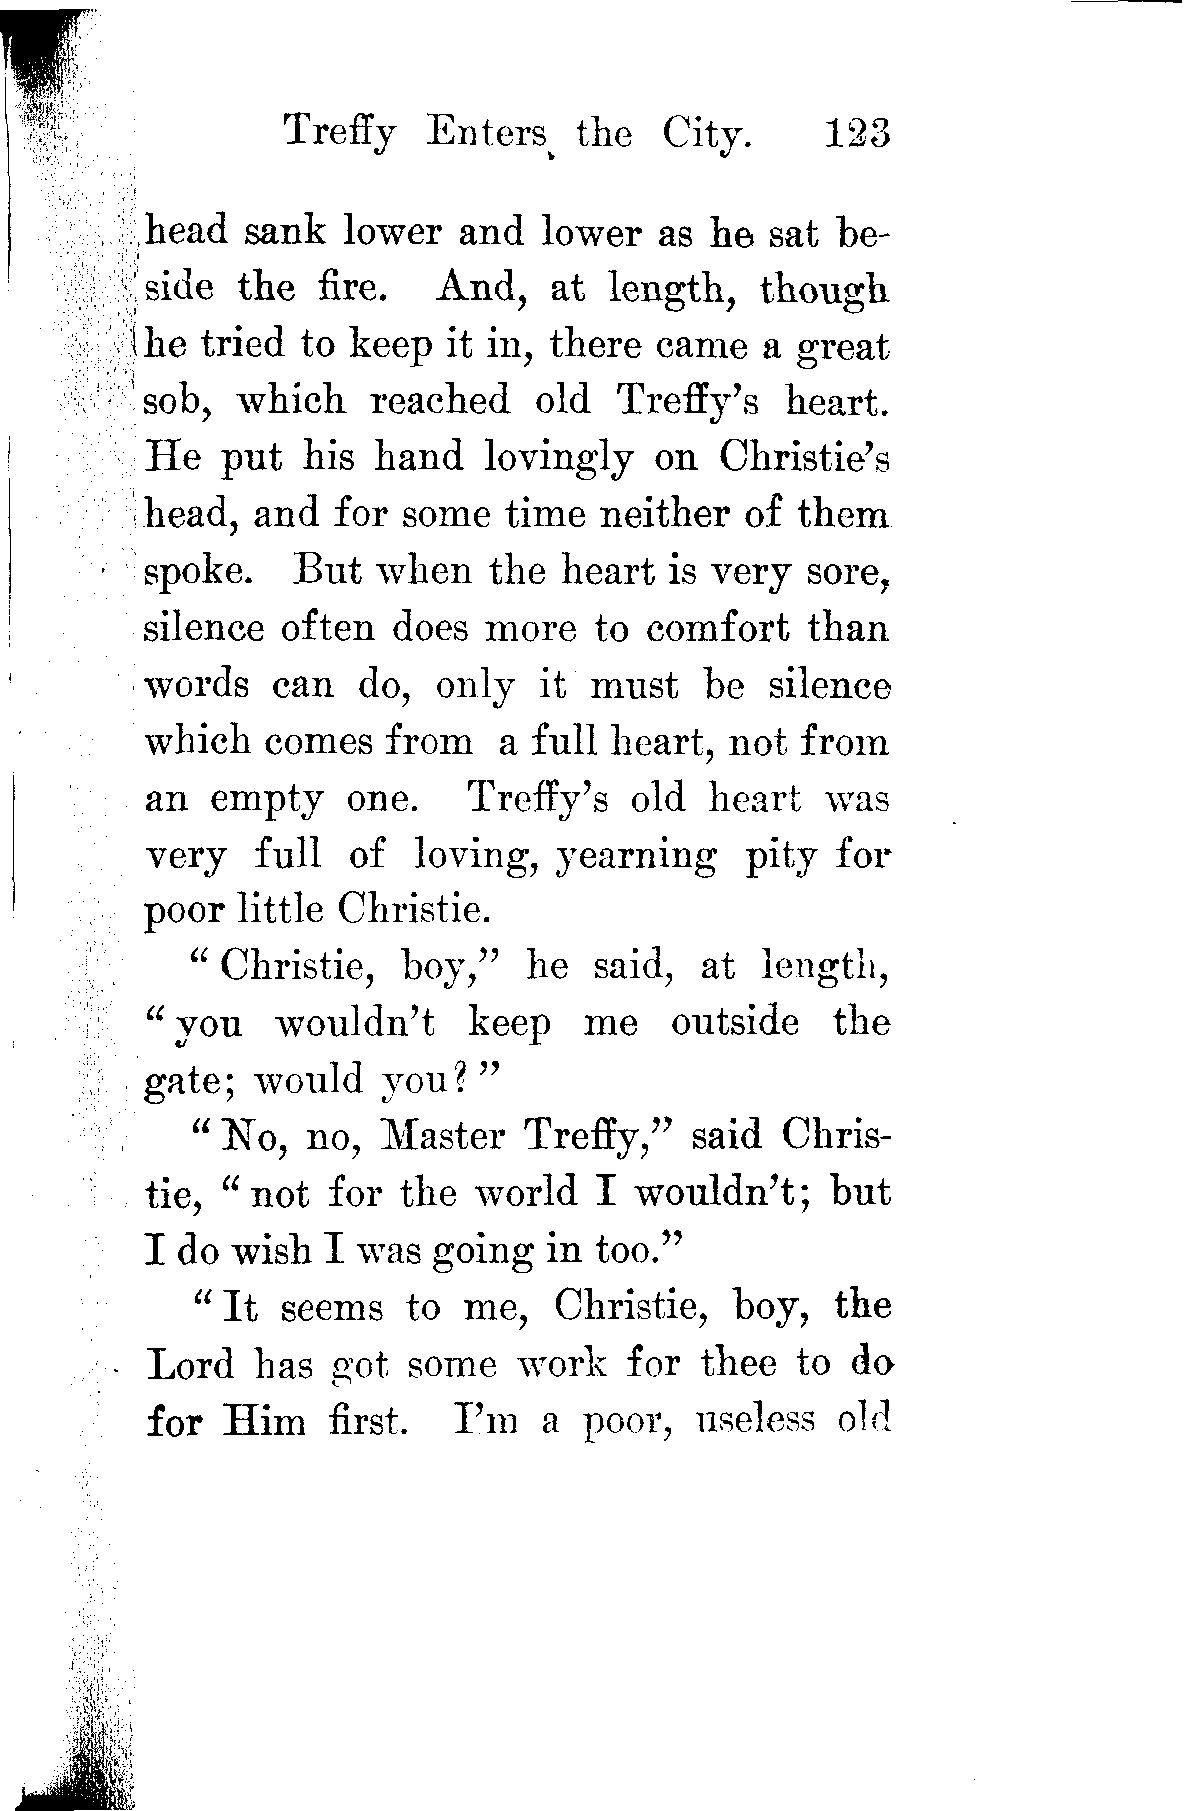 Treffy Enters the City. 123
head sank lower and lower as he sat be-
side the fire. And, at length, though
he tried to keep it in, there came a great
sob, which reached old Treffy's heart.
He put his hand lovingly on Christie's
head, and for some time neither of them
spoke. But when the heart is very sore,
silence often does more to comfort than
words can do, only it must be silence
which comes from a full heart, not from
an empty one. Treffy's old heart was
very full of loving, yearning pity for
poor little Christie.
“Christie, boy,” he said, at length,
“you wouldn't keep me outside the
gate; would you?”
“No, no, Master Treffy,” said Chris-
tie, “not for the world I wouldn't; but
I do wish I was going in too.”
“It seems to me, Christie, boy, the
Lord has got some work for thee to do
for Him first. I'm a poor, useless old